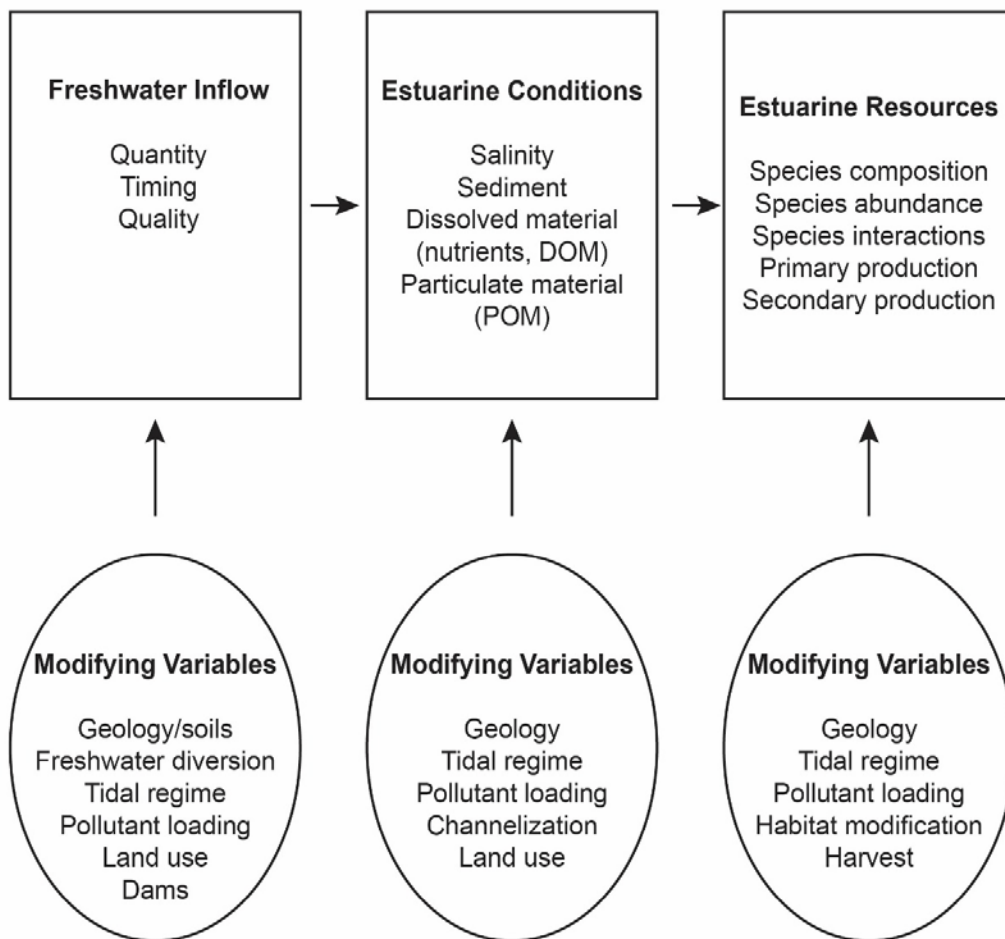 Freshwater Inflow
Quantity
Timing
Quality
Estuarine Conditions
Salinity
Sediment
Dissolved material
(nutrients, DOM)
Particulate material
(POM)
Estuarine Resources
Species composition
Species abundance
Species interactions
Primary production
Secondary production
Modifying Variables
Geology/soils
Freshwater diversion
Tidal regime
Pollutant loading
Land use
Dams
Modifying Variables
Geology
Tidal regime
Pollutant loading
Channelization
Land use
Modifying Variables
Geology
Tidal regime
Pollutant loading
Habitat modification
Harvest